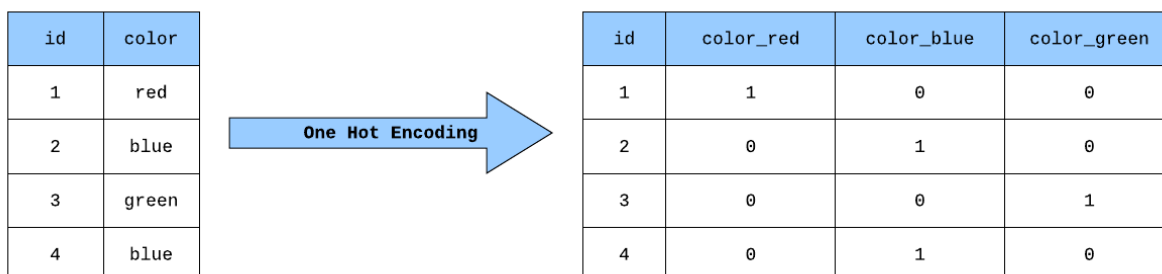 id color
1 red
2 blue
3 green
4 blue
One Hot Encoding
id color_red color_blue color_green
1 1 0 0
2 0 1 0
3 0 0 1
4 0 1 0